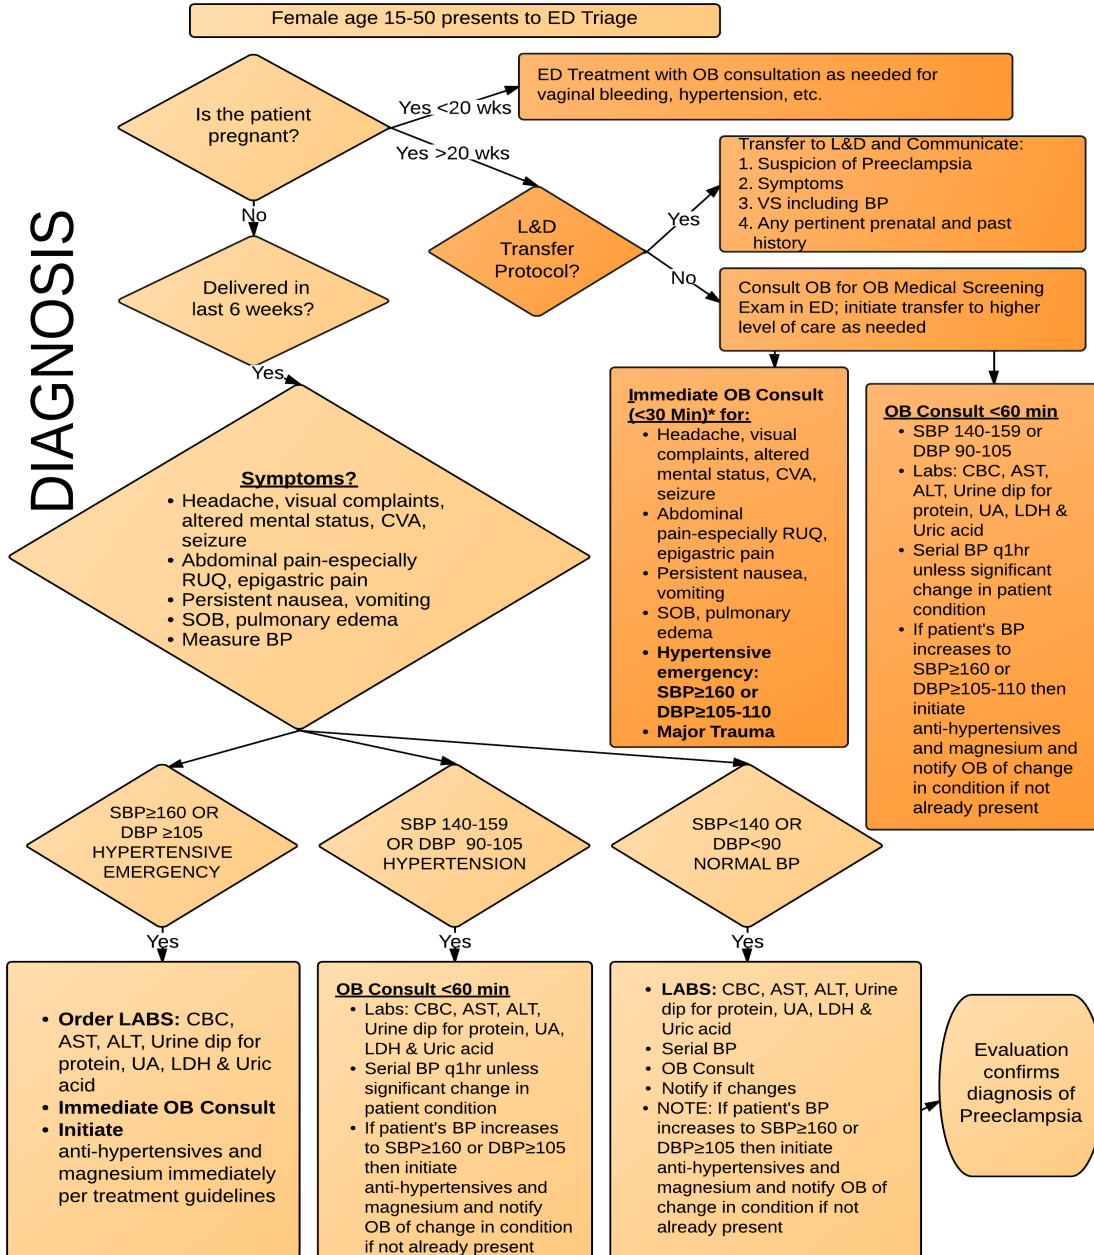 Female age 15-50 presents to ED Triage
Is the patient
pregnant?
Yes <20 wks
ED Treatment with OB consultation as needed for
vaginal bleeding, hypertension, etc.
Yes >20 wks
L&D
Transfer
Protocol?
Yes
Transfer to L&D and Communicate:
1. Suspicion of Preeclampsia
2. Symptoms
3. VS including BP
4. Any pertinent prenatal and past
history
No
Consult OB for OB Medical Screening
Exam in ED; initiate transfer to higher
level of care as needed
Immediate OB Consult
(<30 Min)* for:
• Headache, visual
complaints, altered
mental status, CVA,
seizure
• Abdominal
pain-especially RUQ,
epigastric pain
• Persistent nausea,
vomiting
• SOB, pulmonary
edema
• Hypertensive
emergency:
SBP≥160 or
DBP≥105-110
• Major Trauma
OB Consult <60 min
• SBP 140-159 or
DBP 90-105
• Labs: CBC, AST,
ALT, Urine dip for
protein, UA, LDH &
Uric acid
• Serial BP q1hr
unless significant
change in patient
condition
• If patient's BP
increases to
SBP≥160 or
DBP≥105-110 then
initiate
anti-hypertensives
and magnesium and
notify OB of change
in condition if not
already present
No
DIAGNOSIS
Delivered in
last 6 weeks?
Yes
Symptoms?
• Headache, visual complaints,
altered mental status, CVA,
seizure
• Abdominal pain-especially
RUQ, epigastric pain
• Persistent nausea, vomiting
• SOB, pulmonary edema
• Measure BP
SBP≥160 OR
DBP ≥105
HYPERTENSIVE
EMERGENCY
Yes
• Order LABS: CBC,
AST, ALT, Urine dip for
protein, UA, LDH & Uric
acid
• Immediate OB Consult
• Initiate
anti-hypertensives and
magnesium immediately
per treatment guidelines
SBP 140-159
OR DBP 90-105
HYPERTENSION
Yes
OB Consult <60 min
• Labs: CBC, AST, ALT,
Urine dip for protein, UA,
LDH & Uric acid
• Serial BP q1hr unless
significant change in
patient condition
• If patient's BP increases
to SBP≥160 or DBP≥105
then initiate
anti-hypertensives and
magnesium and notify
OB of change in condition
if not already present
SBP<140 OR
DBP<90
NORMAL BP
Yes
• LABS: CBC, AST, ALT, Urine
dip for protein, UA, LDH &
Uric acid
• Serial BP
• OB Consult
• Notify if changes
• NOTE: If patient's BP
increases to SBP≥160 or
DBP≥105 then initiate
anti-hypertensives and
magnesium and notify OB of
change in condition if not
already present
Evaluation
confirms
diagnosis of
Preeclampsia